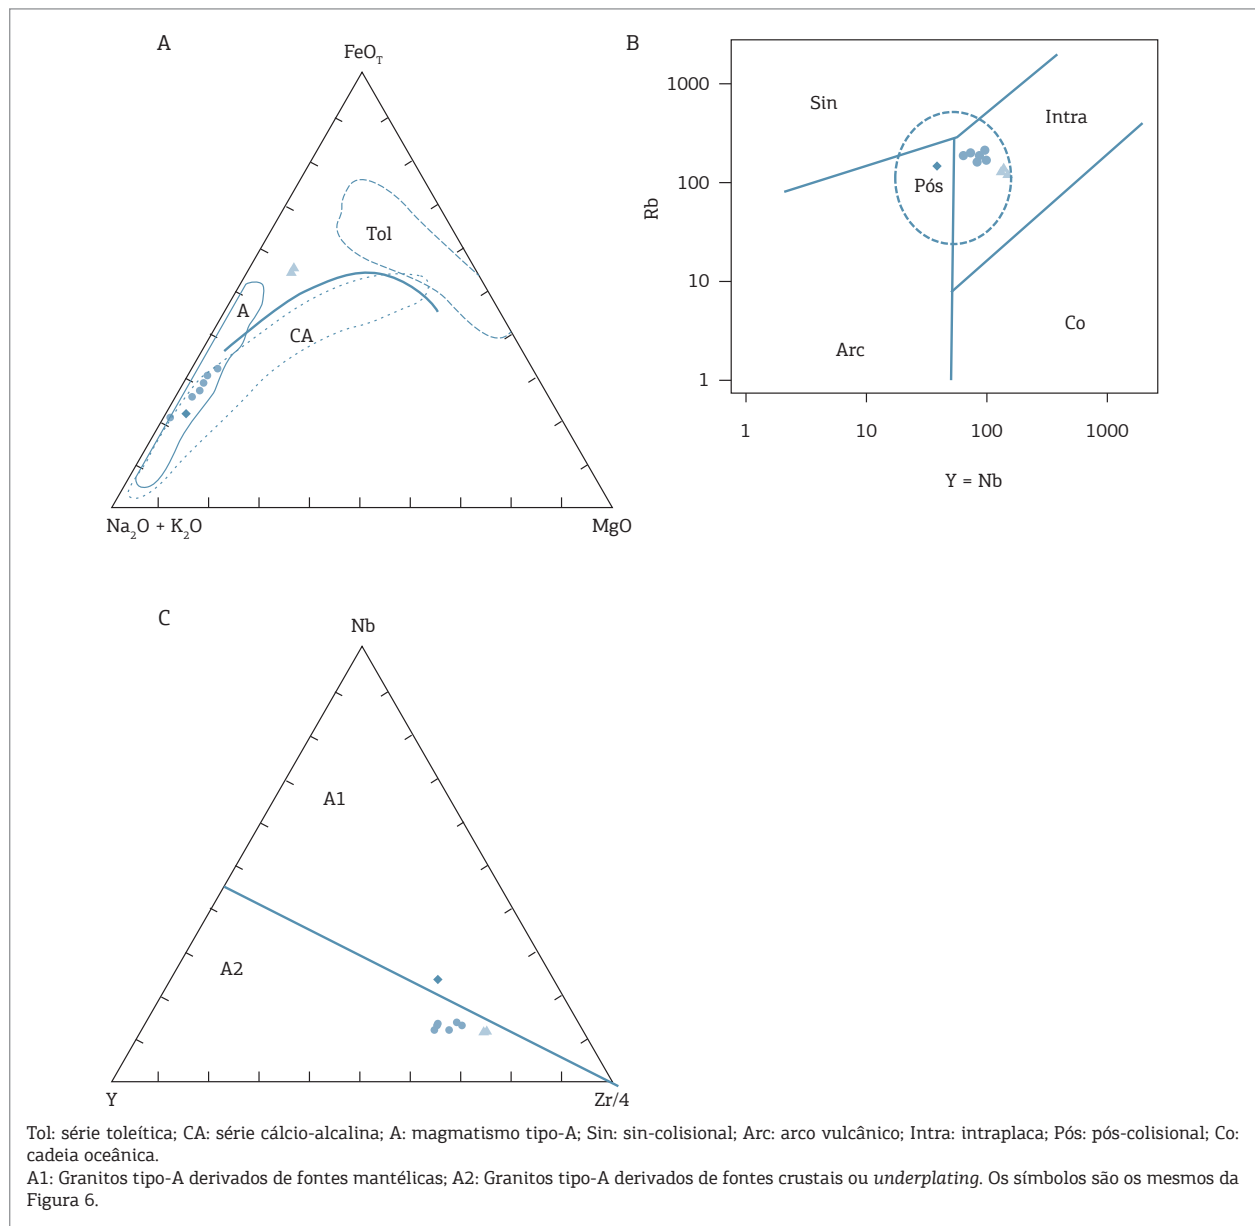 A
B
FeOT
Tol
A
CA
Na2O + K2O
MgO
1000
100
10
1
Rb
Sin
Intra
Pós
Arc
Co
1
10
100
1000
Y = Nb
C
Nb
A1
A2
Y
Zr/4
Tol: série toleítica; CA: série cálcio-alcalina; A: magmatismo tipo-A; Sin: sin-colisional; Arc: arco vulcânico; Intra: intraplaca; Pós: pós-colisional; Co:
cadeia oceânica.
A1: Granitos tipo-A derivados de fontes mantélicas; A2: Granitos tipo-A derivados de fontes crustais ou underplating. Os símbolos são os mesmos da
Figura 6.